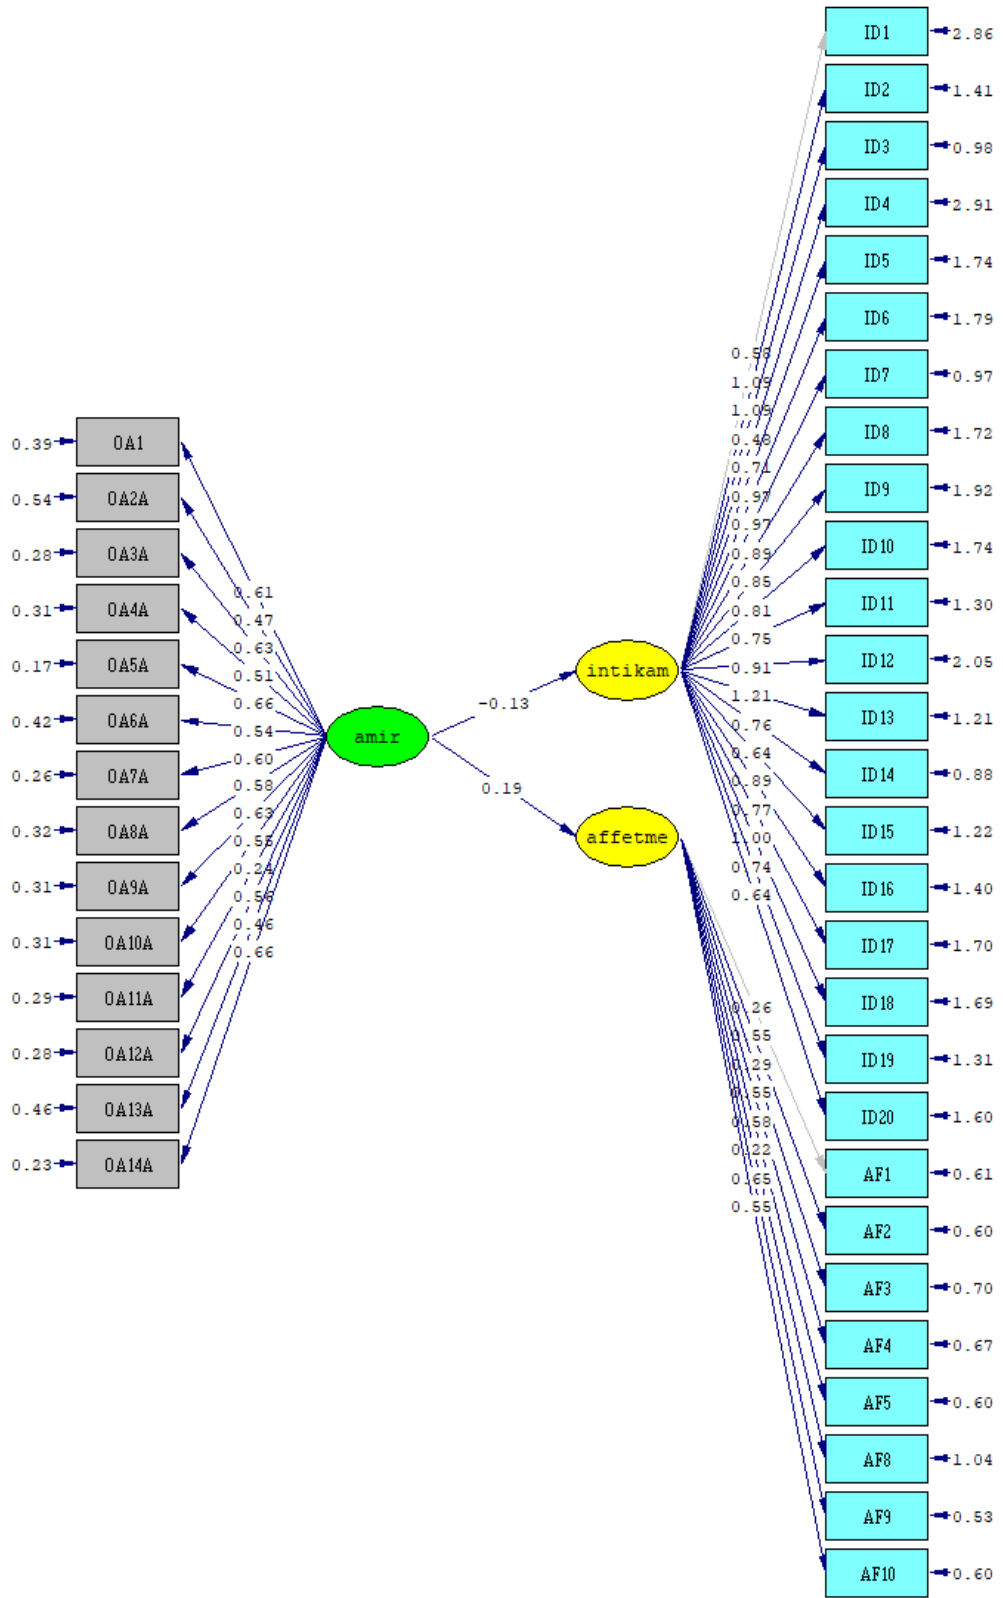 ID1 2.86
ID2 1.41
ID3 0.98
ID4 2.91
ID5 1.74
ID6 1.79
ID7 0.97
ID8 1.72
ID9 1.92
ID10 1.74
ID11 1.30
ID12 2.05
ID13 1.21
ID14 0.88
ID15 1.22
ID16 1.40
ID17 1.70
ID18 1.69
ID19 1.31
ID20 1.60
AF1 0.61
AF2 0.60
AF3 0.70
AF4 0.67
AF5 0.60
AF8 1.04
AF9 0.53
AF10 0.60
0.39 OA1
0.54 OA2A
0.28 OA3A
0.31 OA4A
0.17 OA5A
0.42 OA6A
0.26 OA7A
0.32 OA8A
0.31 OA9A
0.31 OA10A
0.29 OA11A
0.28 OA12A
0.46 OA13A
0.23 OA14A
0.61
0.47
0.63
0.51
0.66
0.54
0.60
0.58
0.63
0.55
0.24
0.56
0.46
0.66
amir
-0.13
0.19
intikam
affetme
0.58
1.09
1.09
0.48
0.71
0.97
0.97
0.89
0.85
0.81
0.75
0.91
1.21
0.76
0.64
0.89
0.77
1.00
0.74
0.64
0.26
0.55
0.29
0.55
0.58
0.22
0.65
0.55